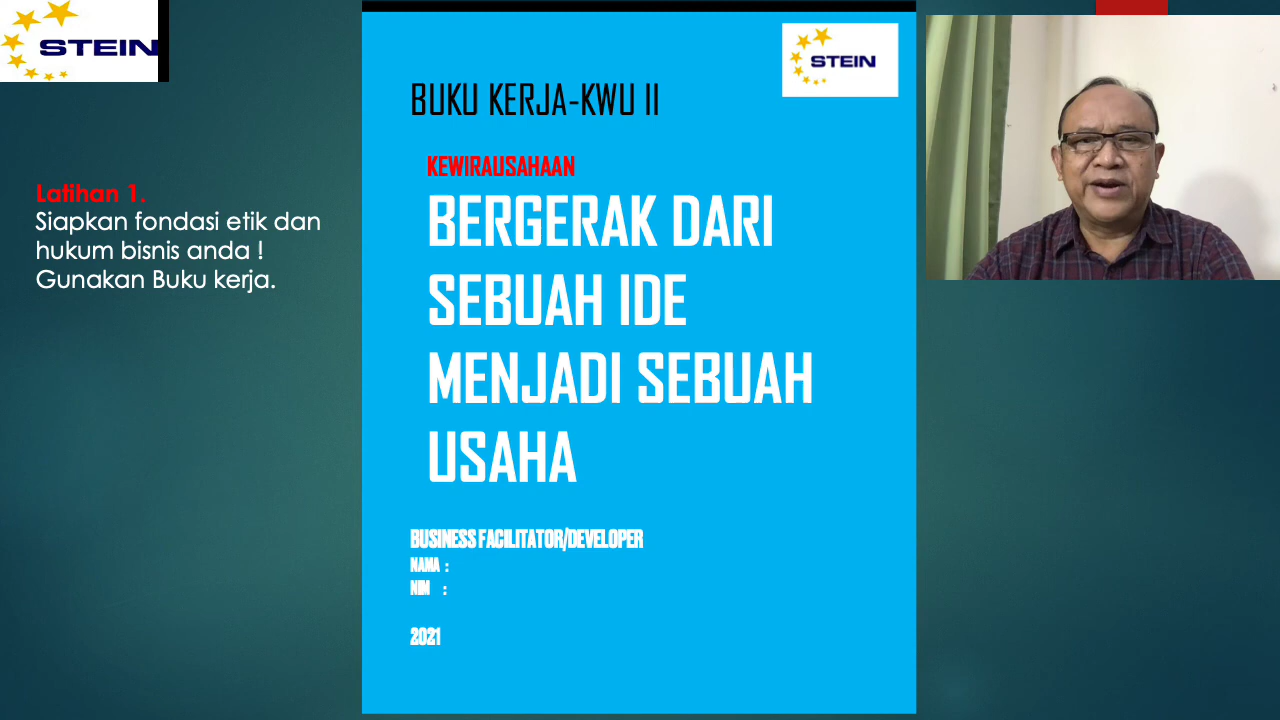 STEIN
Latihan 1.
Siapkan fondasi etik dan
hukum bisnis anda !
Gunakan Buku kerja.
STEIN
BUKU KERJA-KWU II
KEWIRAUSAHAAN
BERGERAK DARI
SEBUAH IDE
MENJADI SEBUAH
USAHA
BUSINESS FACILITATOR/DEVELOPER
NAMA :
NIM :
2021